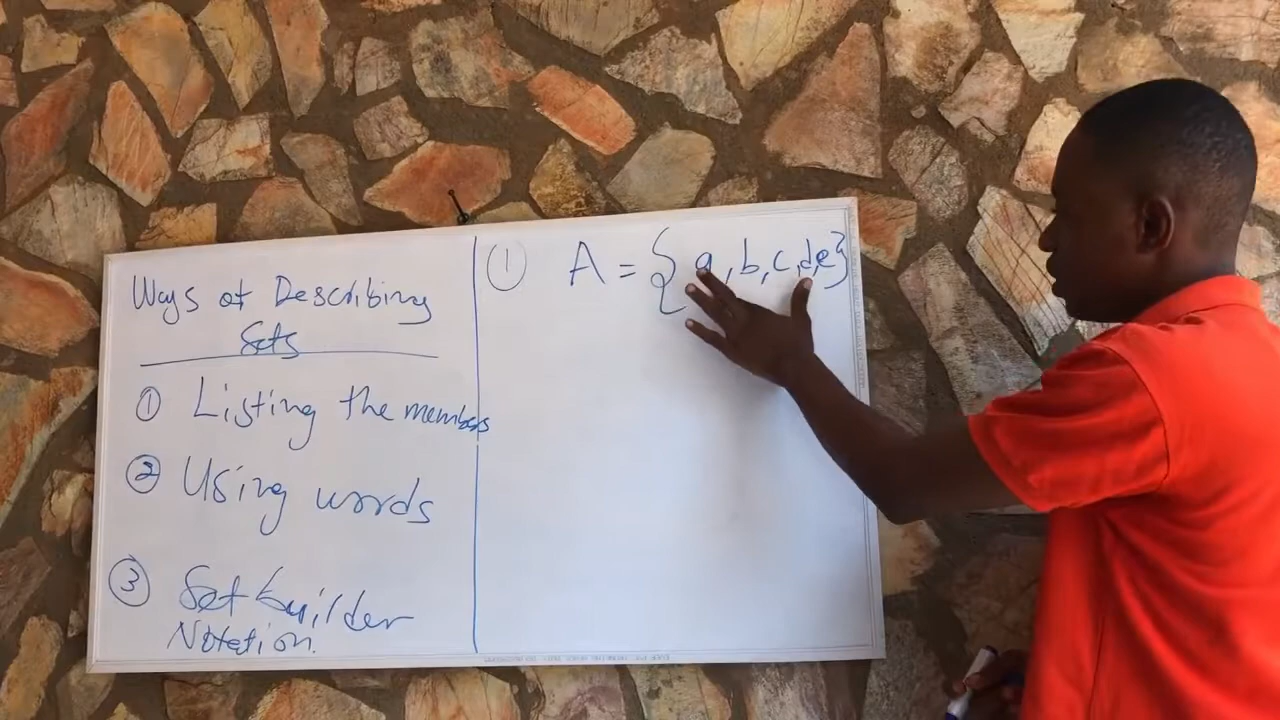 Ways of Describing
Sets
① Listing the members
② Using words
③ Set builder
Notation.
① A = {a, b, c, d, e}